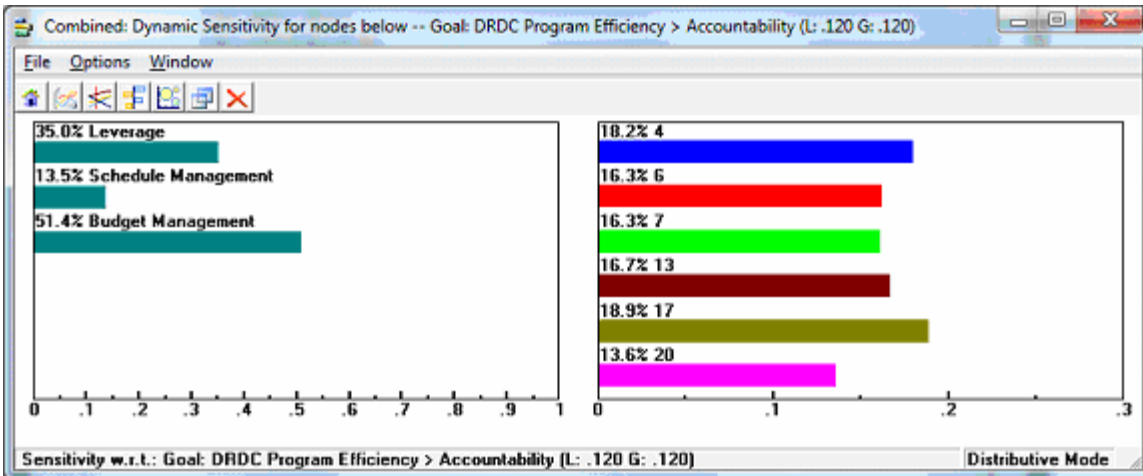 Combined: Dynamic Sensitivity for nodes below -- Goal: DRDC Program Efficiency > Accountability (L: .120 G: .120)
File Options Window
35.0% Leverage
13.5% Schedule Management
51.4% Budget Management
0 .1 .2 .3 .4 .5 .6 .7 .8 .9 1
18.2% 4
16.3% 6
16.3% 7
16.7% 13
18.9% 17
13.6% 20
0 .1 .2 .3
Sensitivity w.r.t.: Goal: DRDC Program Efficiency > Accountability (L: .120 G: .120)
Distributive Mode